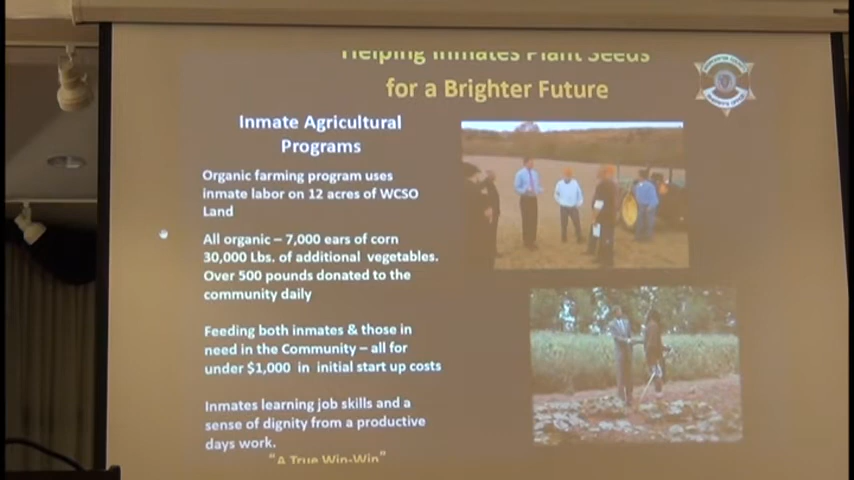 Helping Inmates Plant Seeds
for a Brighter Future
Inmate Agricultural
Programs
Organic farming program uses
inmate labor on 12 acres of WCSO
Land
All organic – 7,000 ears of corn
30,000 Lbs. of additional vegetables.
Over 500 pounds donated to the
community daily
Feeding both inmates & those in
need in the Community – all for
under $1,000 in initial start up costs
Inmates learning job skills and a
sense of dignity from a productive
days work.
"A True Win-Win"